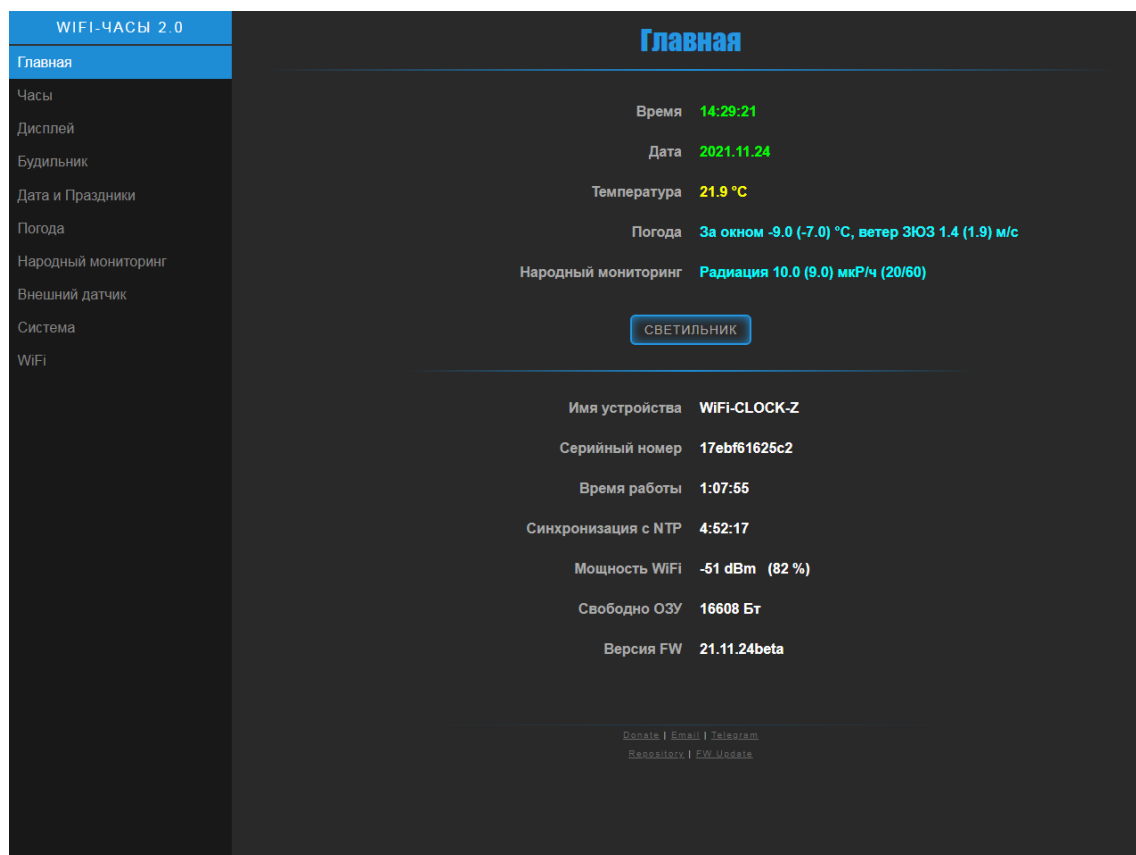 WIFI-ЧАСЫ 2.0
Главная
Часы
Дисплей
Будильник
Дата и Праздники
Погода
Народный мониторинг
Внешний датчик
Система
WiFi
Главная
Время 14:29:21
Дата 2021.11.24
Температура 21.9 °C
Погода За окном -9.0 (-7.0) °C, ветер ЗЮЗ 1.4 (1.9) м/с
Народный мониторинг Радиация 10.0 (9.0) мкР/ч (20/60)
СВЕТИЛЬНИК
Имя устройства WiFi-CLOCK-Z
Серийный номер 17ebf61625c2
Время работы 1:07:55
Синхронизация с NTP 4:52:17
Мощность WiFi -51 dBm (82 %)
Свободно ОЗУ 16608 Бт
Версия FW 21.11.24beta
Donate | Email | Telegram
Repository | FW Update